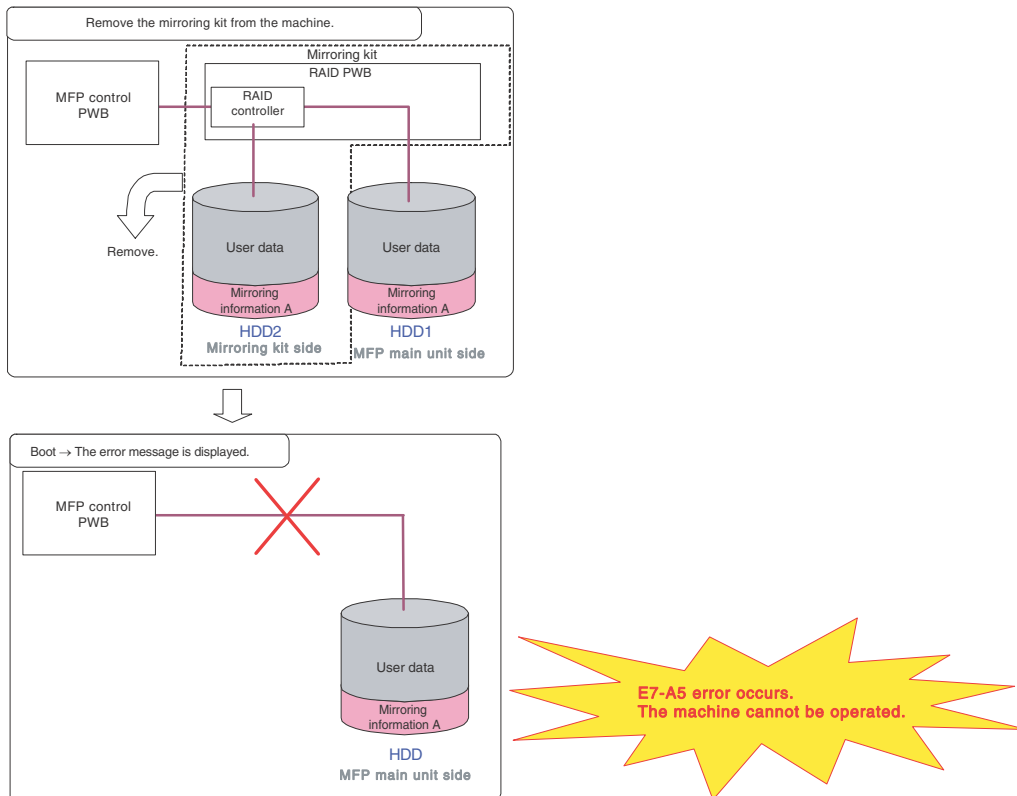 Remove the mirroring kit from the machine.
Mirroring kit
RAID PWB
MFP control
PWB
RAID
controller
Remove.
User data
Mirroring
information A
HDD2
Mirroring kit side
User data
Mirroring
information A
HDD1
MFP main unit side
Boot → The error message is displayed.
MFP control
PWB
User data
Mirroring
information A
HDD
MFP main unit side
E7-A5 error occurs.
The machine cannot be operated.